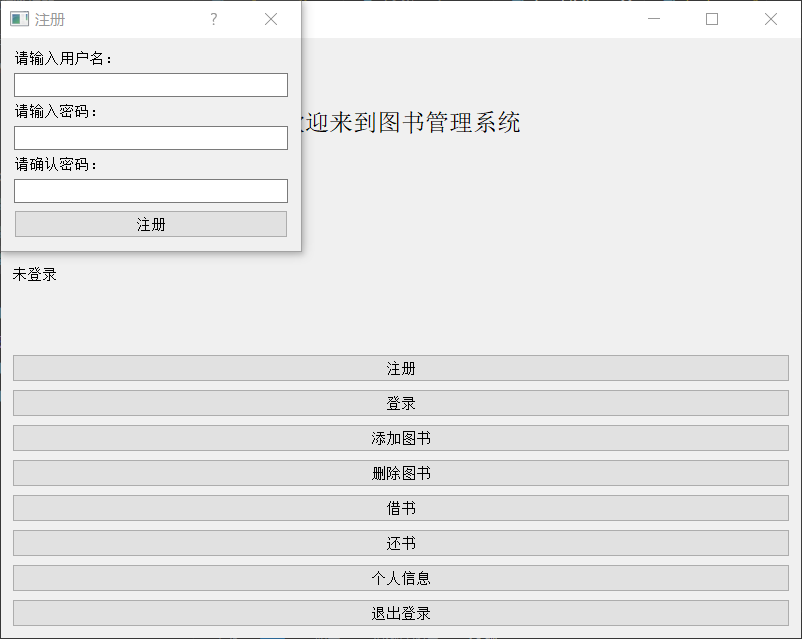 注册
请输入用户名：
请输入密码：
请确认密码：
注册
迎来到图书管理系统
未登录
注册
登录
添加图书
删除图书
借书
还书
个人信息
退出登录